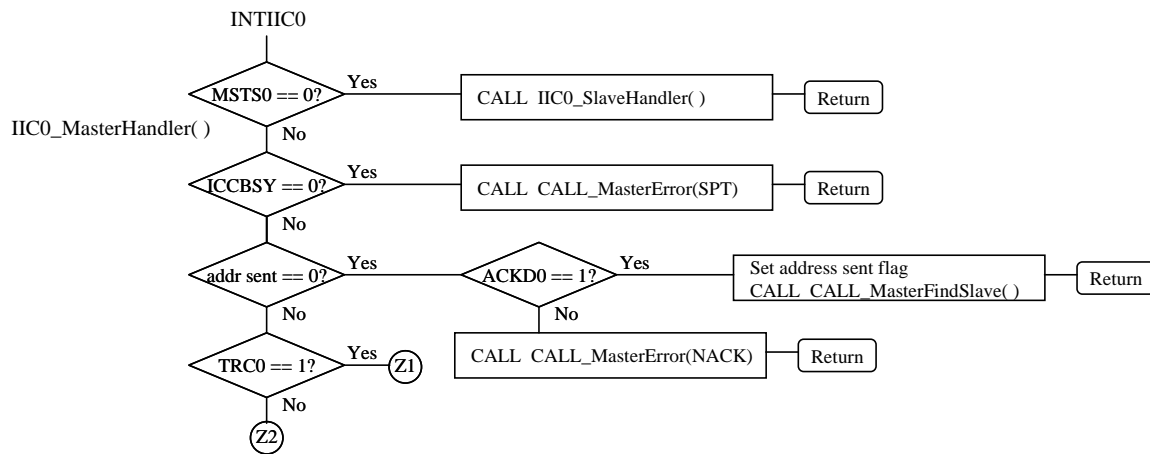 INTIIC0
MSTS0 == 0?
Yes
CALL IIC0_SlaveHandler( )
Return
IIC0_MasterHandler( )
No
ICCBSY == 0?
Yes
CALL CALL_MasterError(SPT)
Return
No
addr sent == 0?
Yes
ACKD0 == 1?
Yes
Set address sent flag
CALL CALL_MasterFindSlave( )
Return
No
No
CALL CALL_MasterError(NACK)
Return
TRC0 == 1?
Yes
Z1
No
Z2